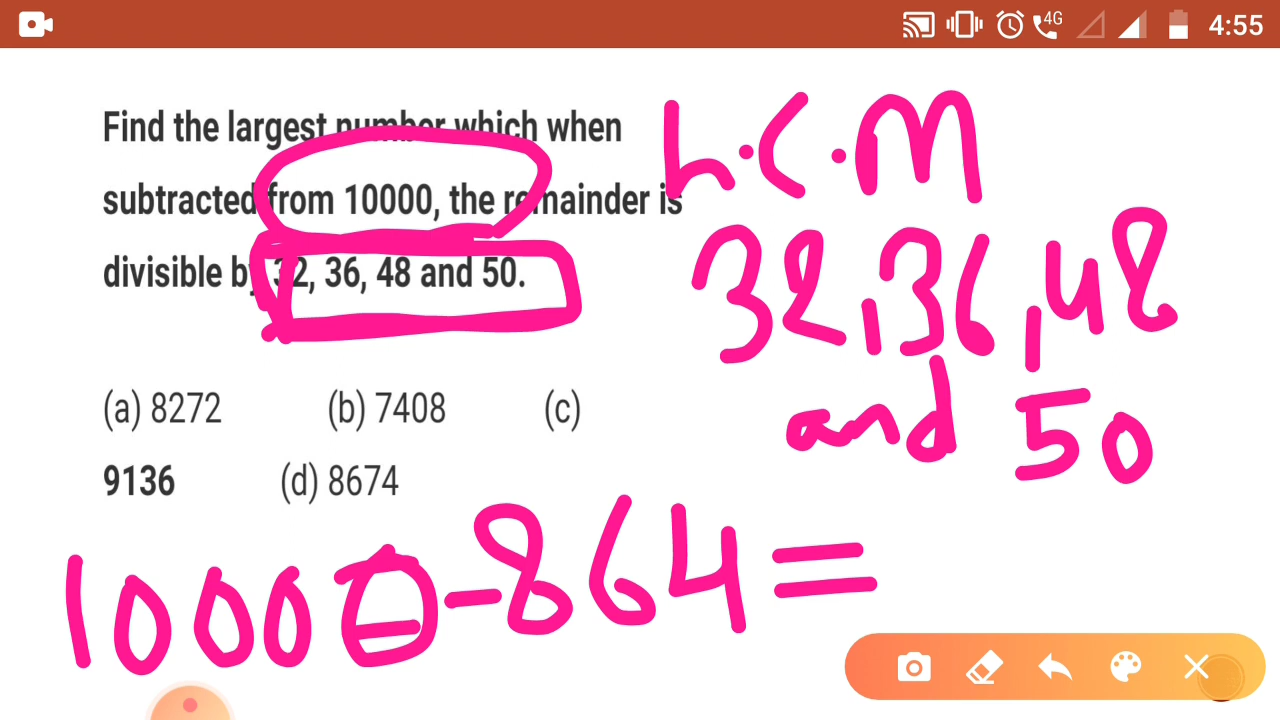 4G 4:55
Find the largest number which when
subtracted from 10000, the remainder is
divisible by 32, 36, 48 and 50.
(a) 8272 (b) 7408 (c)
9136 (d) 8674
L.C.M
32,36,48
and 50
10000-864=